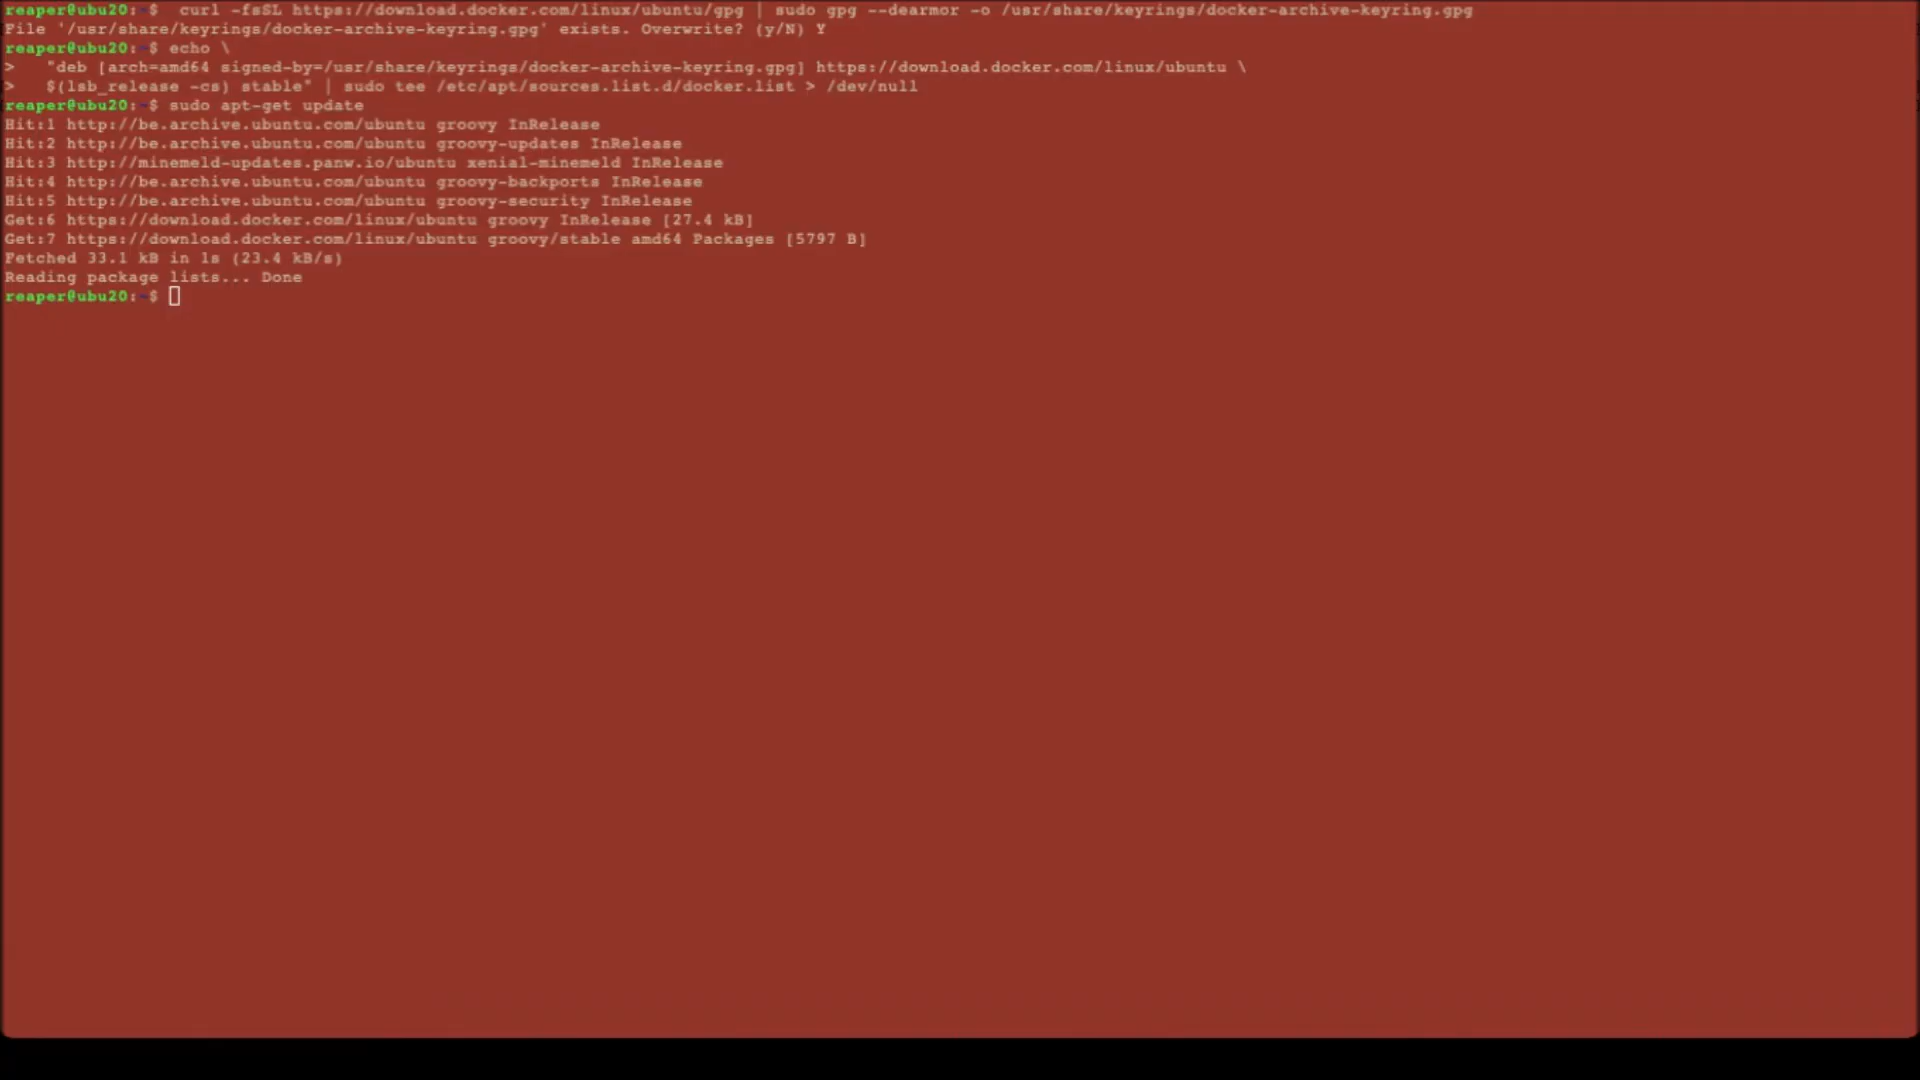 reaper@ubu20:~$  curl -fsSL https://download.docker.com/linux/ubuntu/gpg | sudo gpg --dearmor -o /usr/share/keyrings/docker-archive-keyring.gpg
File '/usr/share/keyrings/docker-archive-keyring.gpg' exists. Overwrite? (y/N) Y
reaper@ubu20:~$ echo \
>   "deb [arch=amd64 signed-by=/usr/share/keyrings/docker-archive-keyring.gpg] https://download.docker.com/linux/ubuntu \
>   $(lsb_release -cs) stable" | sudo tee /etc/apt/sources.list.d/docker.list > /dev/null
reaper@ubu20:~$ sudo apt-get update
Hit:1 http://be.archive.ubuntu.com/ubuntu groovy InRelease
Hit:2 http://be.archive.ubuntu.com/ubuntu groovy-updates InRelease
Hit:3 http://minemeld-updates.panw.io/ubuntu xenial-minemeld InRelease
Hit:4 http://be.archive.ubuntu.com/ubuntu groovy-backports InRelease
Hit:5 http://be.archive.ubuntu.com/ubuntu groovy-security InRelease
Get:6 https://download.docker.com/linux/ubuntu groovy InRelease [27.4 kB]
Get:7 https://download.docker.com/linux/ubuntu groovy/stable amd64 Packages [5797 B]
Fetched 33.1 kB in 1s (23.4 kB/s)
Reading package lists... Done
reaper@ubu20:~$